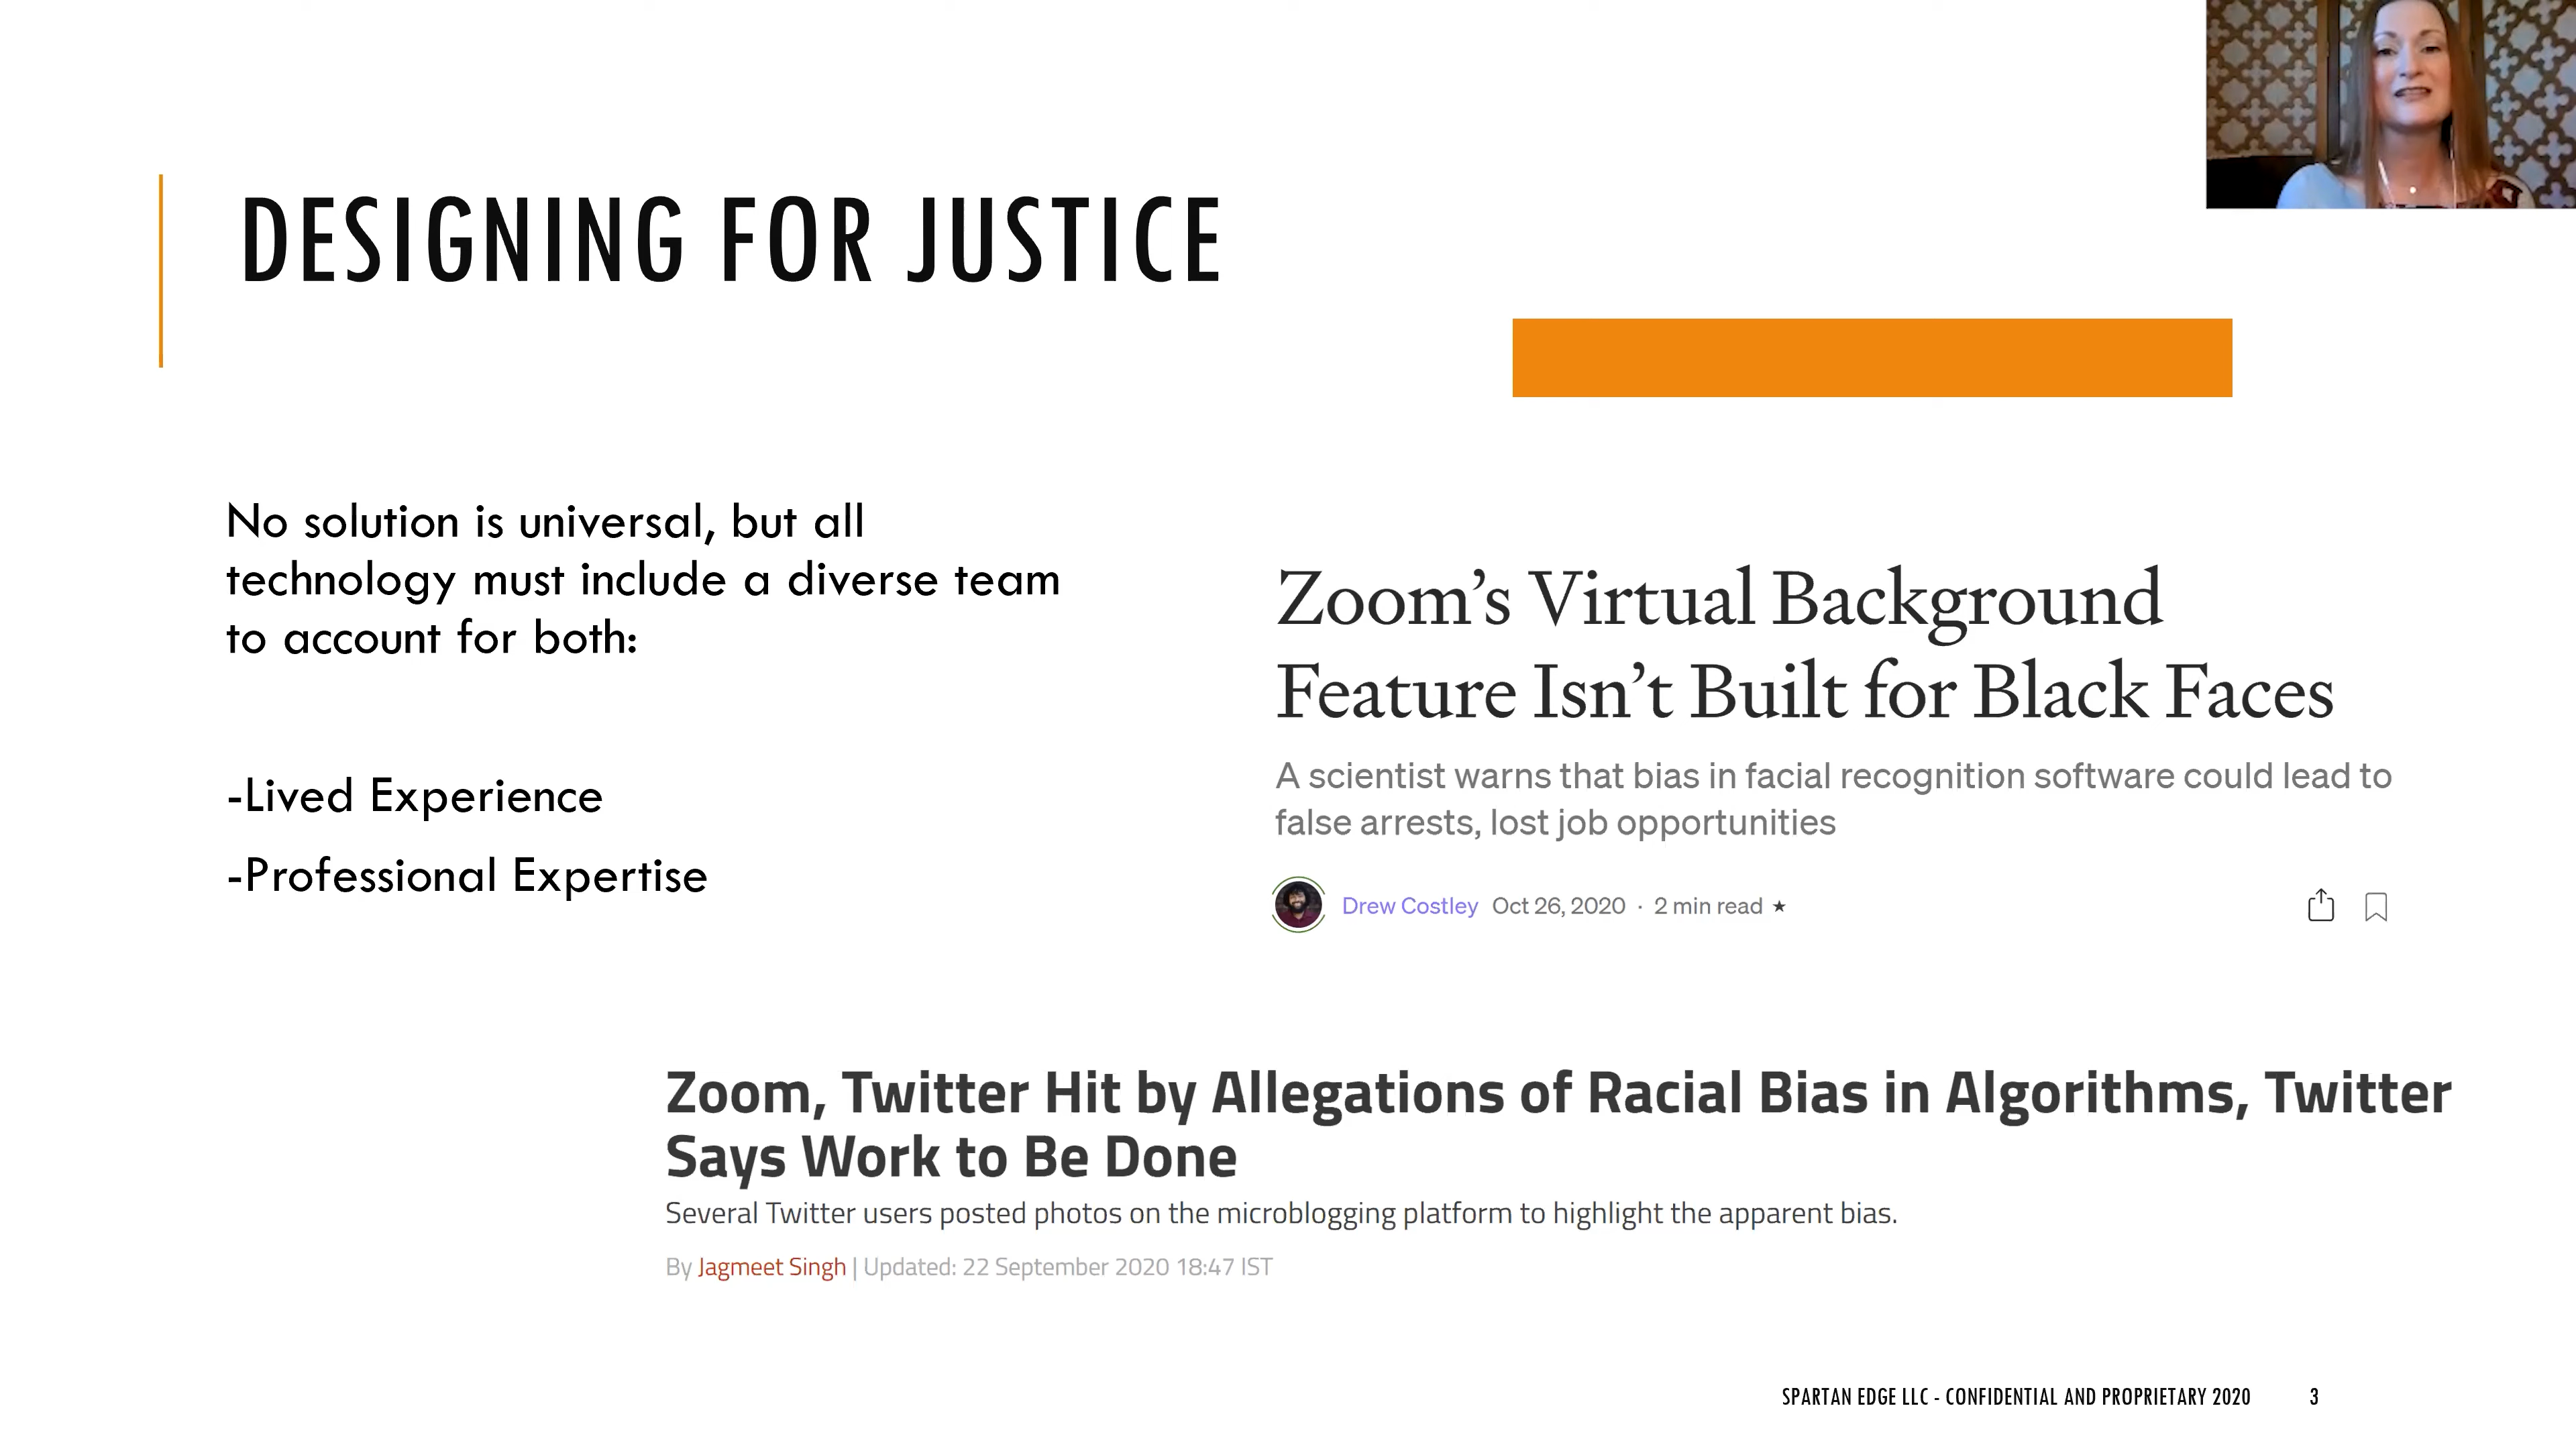 DESIGNING FOR JUSTICE
No solution is universal, but all
technology must include a diverse team
to account for both:
-Lived Experience
-Professional Expertise
Zoom’s Virtual Background
Feature Isn’t Built for Black Faces
A scientist warns that bias in facial recognition software could lead to
false arrests, lost job opportunities
Drew Costley Oct 26, 2020 · 2 min read ★
Zoom, Twitter Hit by Allegations of Racial Bias in Algorithms, Twitter
Says Work to Be Done
Several Twitter users posted photos on the microblogging platform to highlight the apparent bias.
By Jagmeet Singh | Updated: 22 September 2020 18:47 IST
SPARTAN EDGE LLC - CONFIDENTIAL AND PROPRIETARY 2020 3